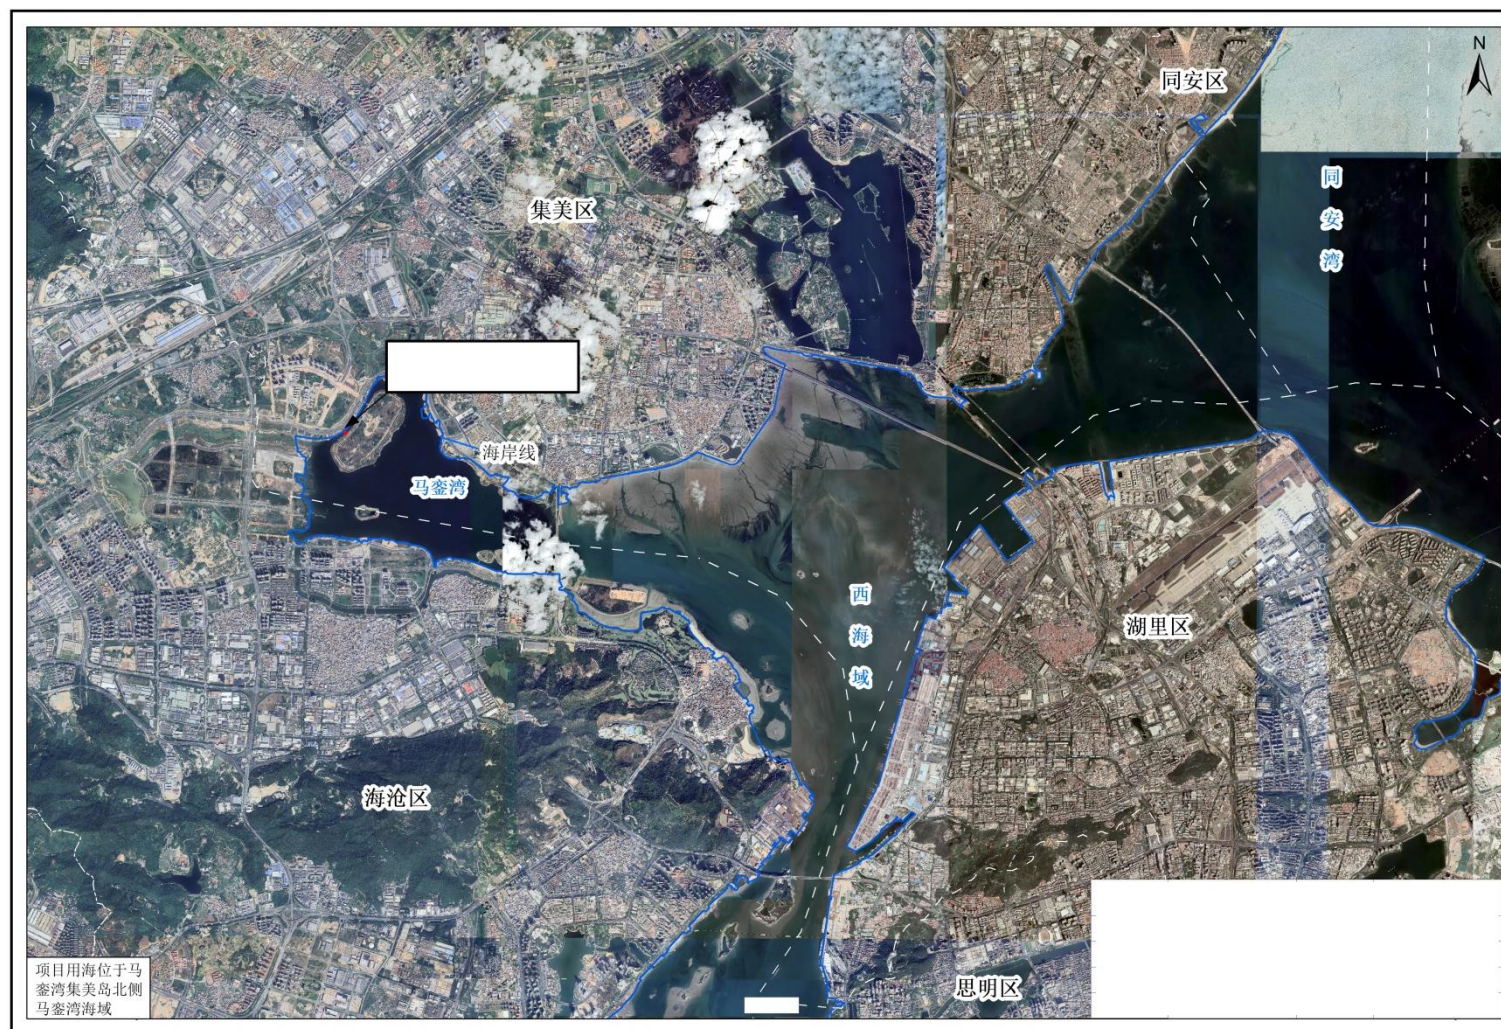 N
同安区
同
安
湾
集美区
海岸线
马銮湾
西
海
域
湖里区
海沧区
思明区
项目用海位于马
銮湾集美岛北侧
马銮湾海域